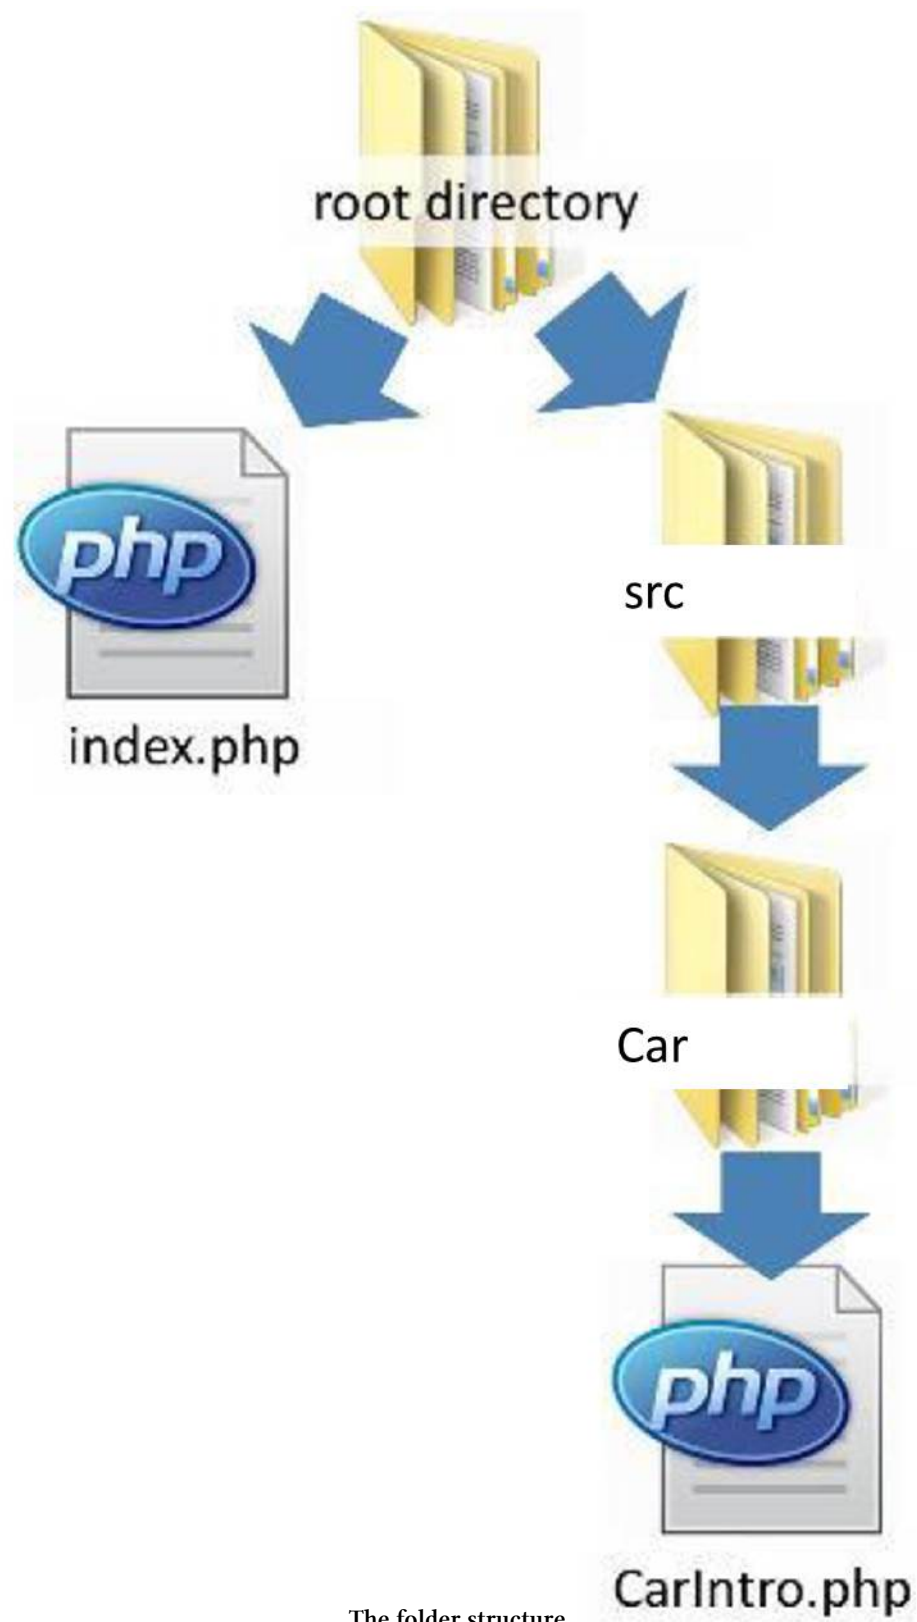 root directory
php
index.php
src
Car
php
CarIntro.php
The folder structure